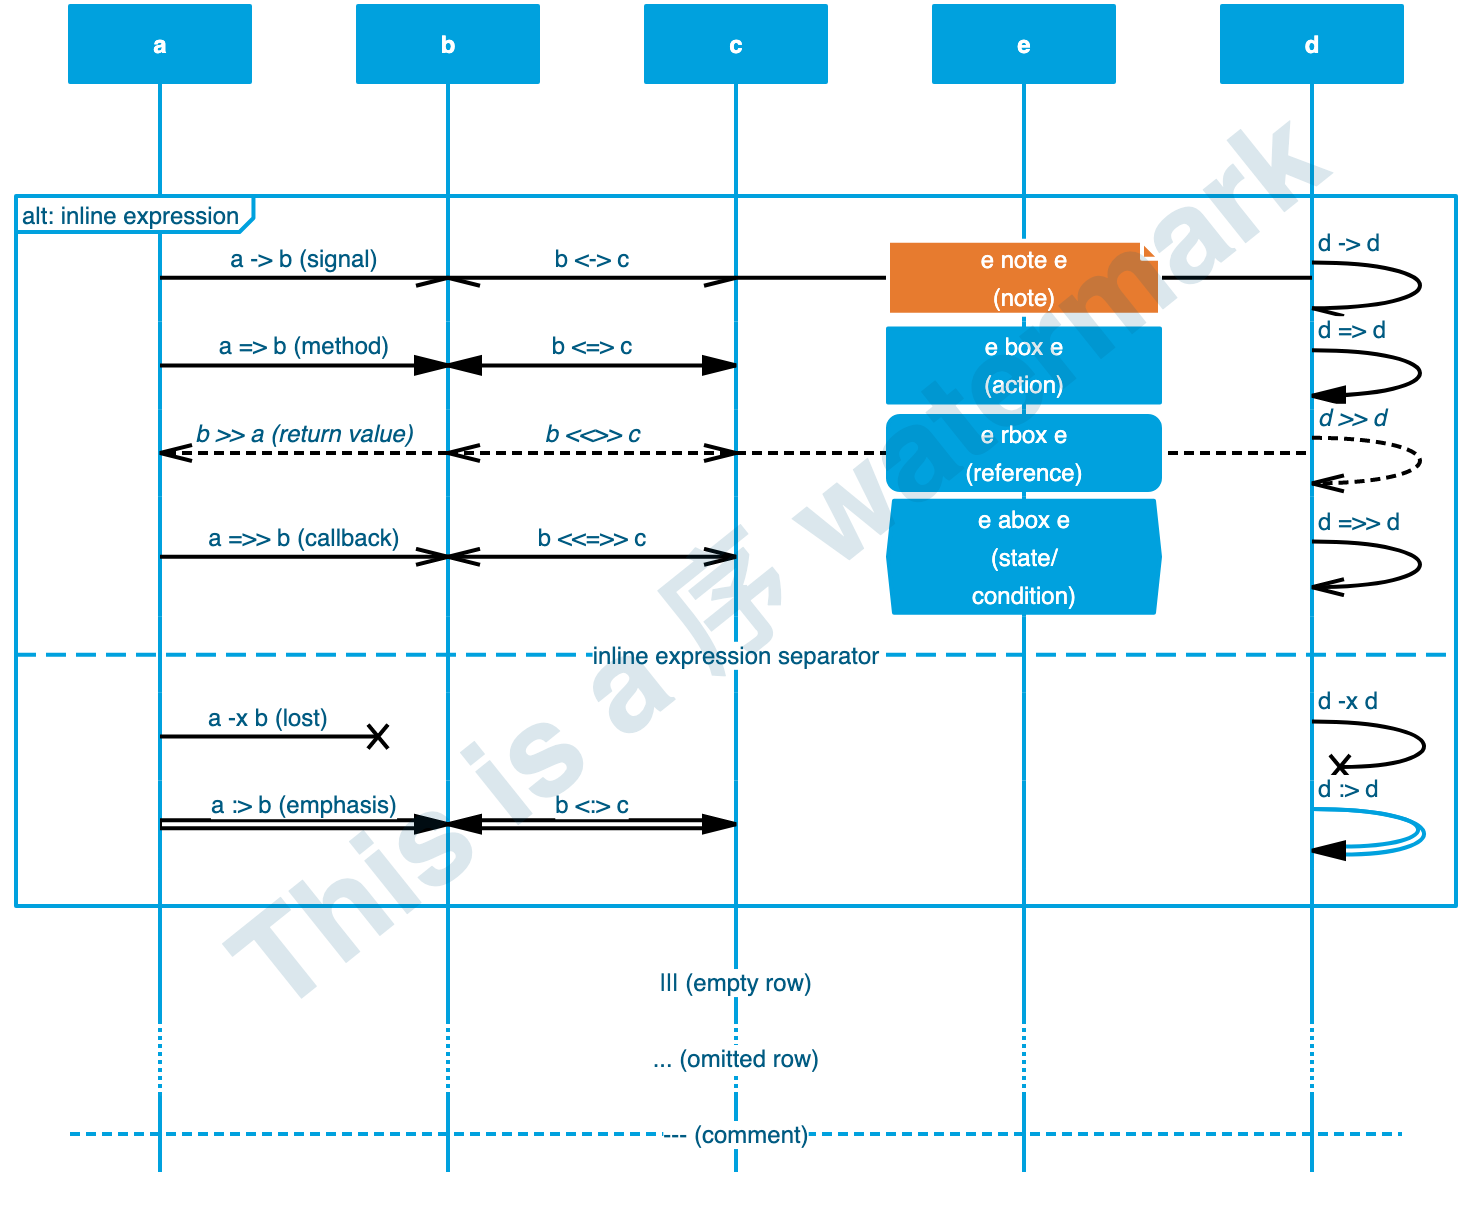 a
b
c
e
d
alt: inline expression
a -> b (signal)
b <-> c
e note e
(note)
d -> d
a => b (method)
b <=> c
e box e
(action)
d => d
b >> a (return value)
b <<>> c
e rbox e
(reference)
d >> d
a =>> b (callback)
b <<=>> c
e abox e
(state/
condition)
d =>> d
inline expression separator
a -x b (lost)
d -x d
a :> b (emphasis)
b <:> c
d :> d
||| (empty row)
... (omitted row)
--- (comment)
This is a 序 watermark